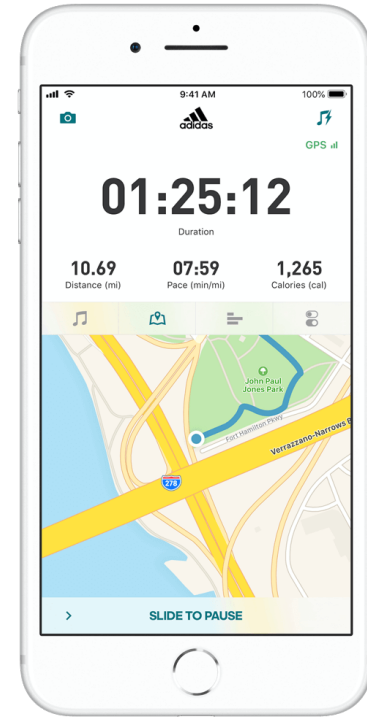 9:41 AM
100%
adidas
GPS
01:25:12
Duration
10.69
07:59
1,265
Distance (mi)
Pace (min/mi)
Calories (cal)
John Paul
Jones Park
Fort Hamilton Pkwy
Verrazzano-Narrows B
278
SLIDE TO PAUSE